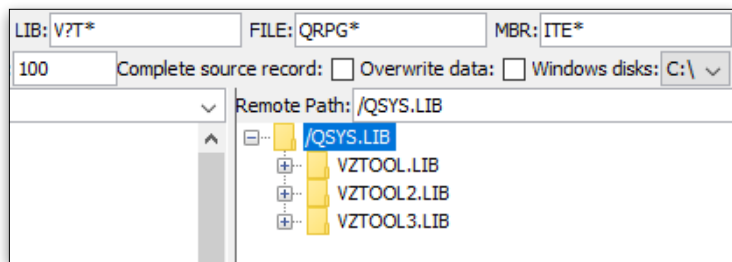 LIB: V?T* FILE: QRPG* MBR: ITE*
100 Complete source record: Overwrite data: Windows disks: C:\
Remote Path: /QSYS.LIB
/QSYS.LIB
VZTOOL.LIB
VZTOOL2.LIB
VZTOOL3.LIB